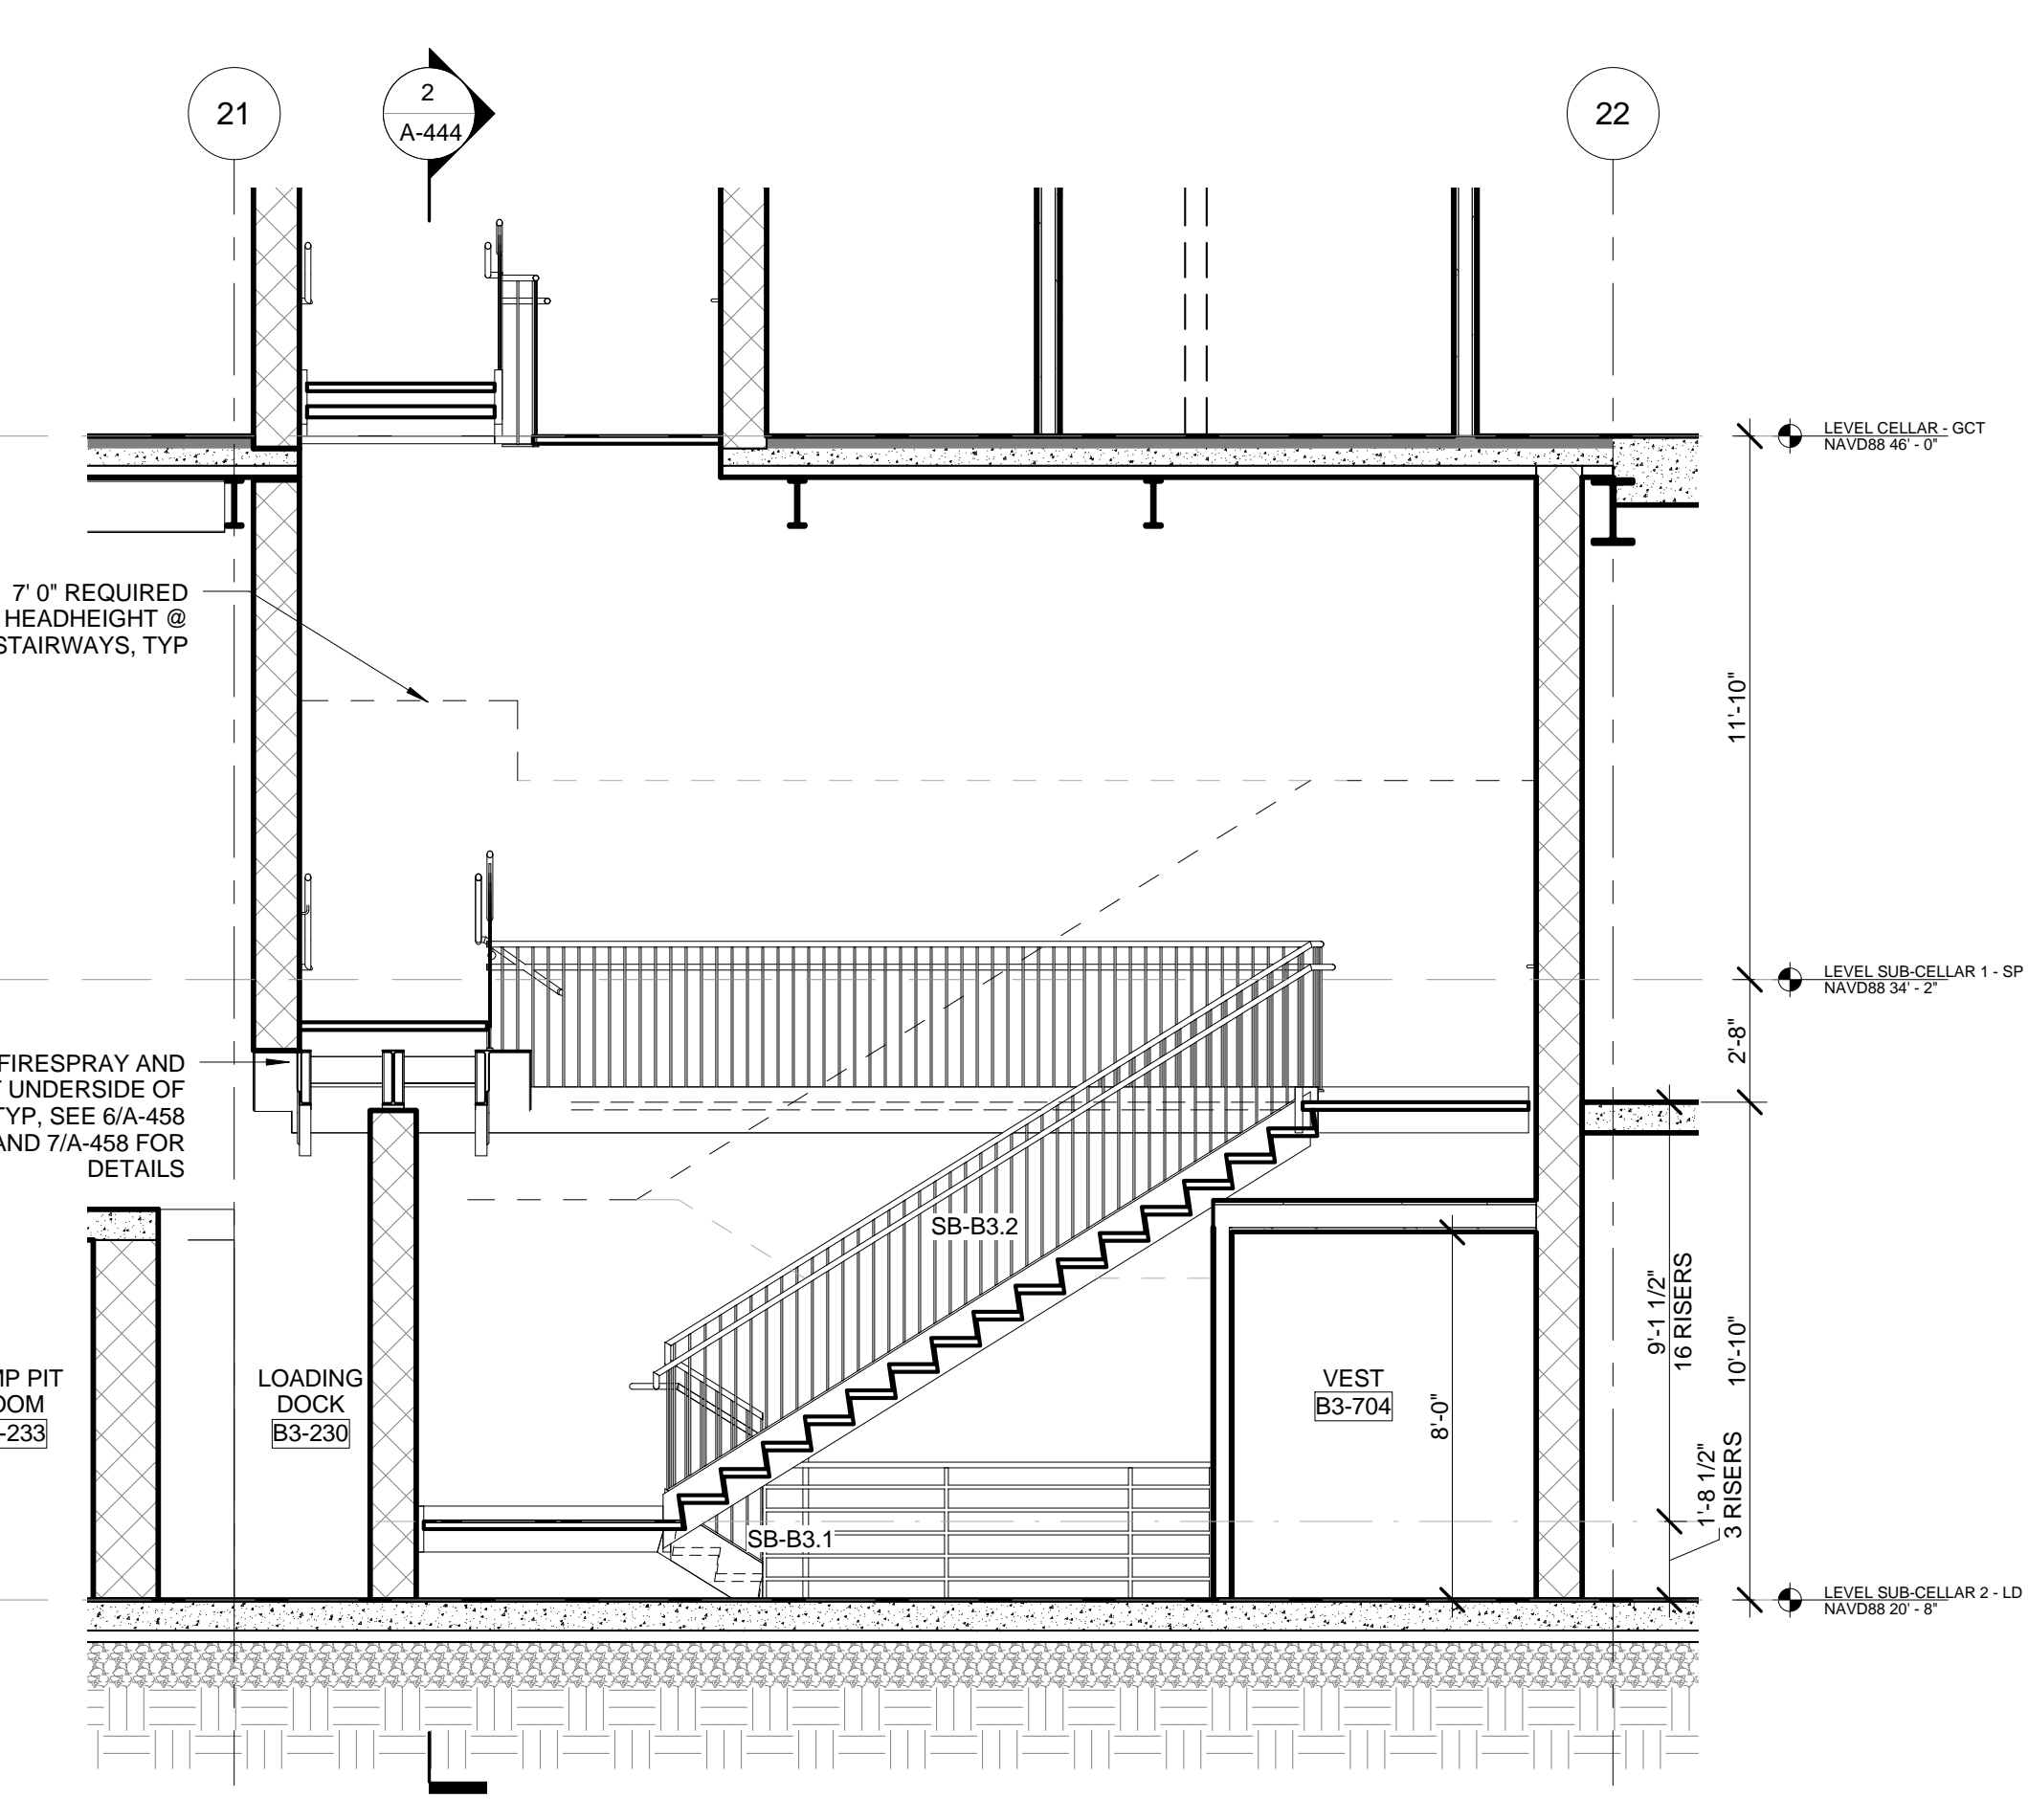 21
2
A-444
22
LEVEL CELLAR - GCT
NAVD88 46' - 0"
7' 0" REQUIRED
HEADHEIGHT @
STAIRWAYS, TYP
11'-10"
LEVEL SUB-CELLAR 1 - SP
NAVD88 34' - 2"
2'-8"
FIRESPRAY AND
UNDERSIDE OF
TYP, SEE 6/A-458
AND 7/A-458 FOR
DETAILS
SB-B3.2
9'-1 1/2"
16 RISERS
10'-10"
PIT
LOADING
DOCK
B3-230
-233
VEST
B3-704
8'-0"
1'-8 1/2"
3 RISERS
SB-B3.1
LEVEL SUB-CELLAR 2 - LD
NAVD88 20' - 8"